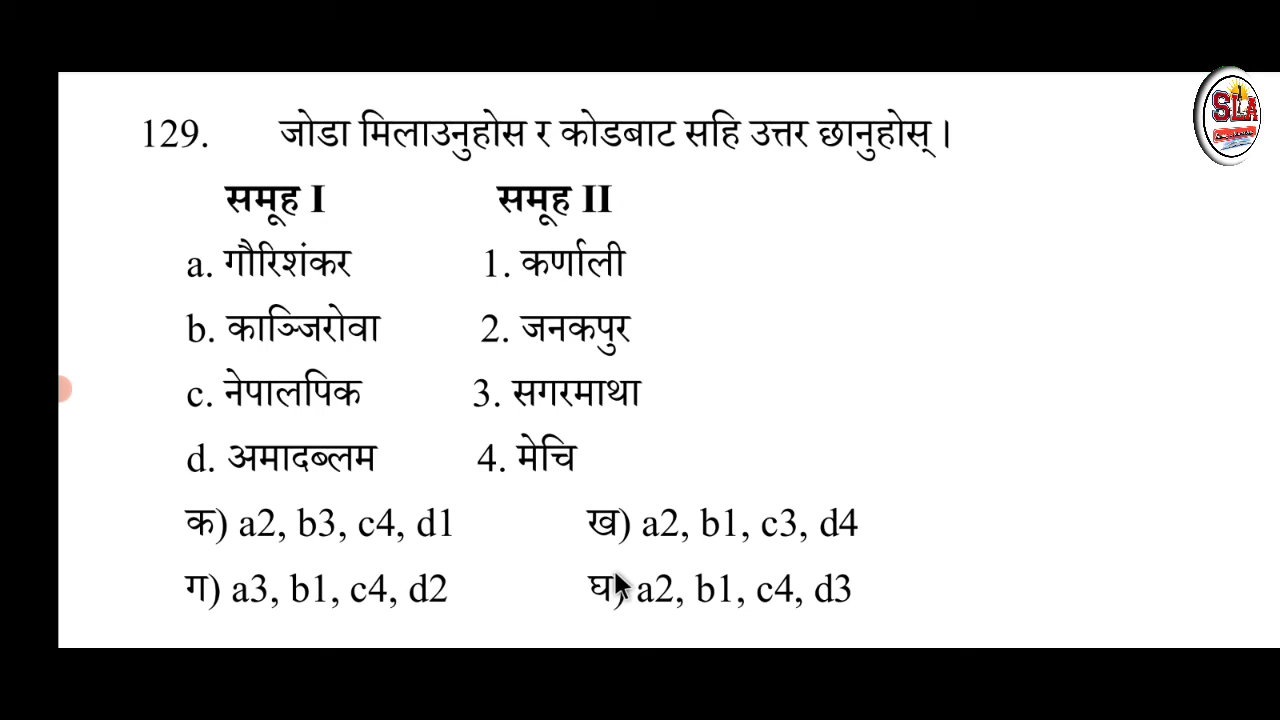 129. जोडा मिलाउनुहोस र कोडबाट सहि उत्तर छानुहोस् ।
समूह I समूह II
a. गौरिशंकर 1. कर्णाली
b. काञ्जिरोवा 2. जनकपुर
c. नेपालपिक 3. सगरमाथा
d. अमादब्लम 4. मेचि
क) a2, b3, c4, d1 ख) a2, b1, c3, d4
ग) a3, b1, c4, d2 घ) a2, b1, c4, d3
SLA